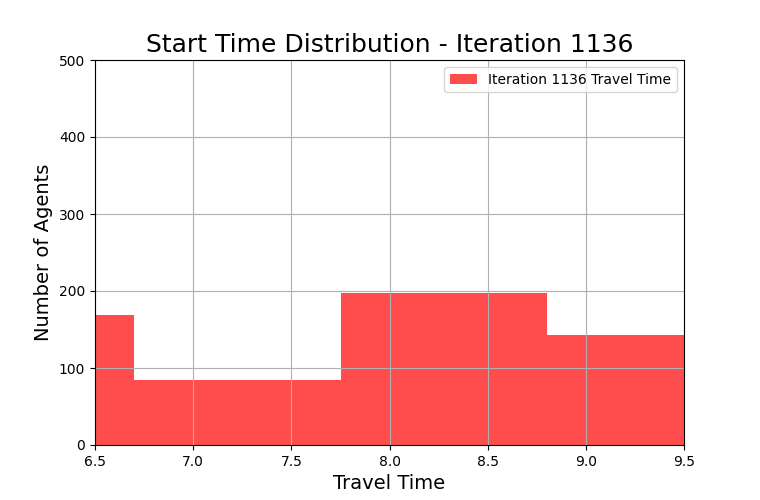 Start Time Distribution - Iteration 1136
Iteration 1136 Travel Time
Number of Agents
500
400
300
200
100
0
6.5 7.0 7.5 8.0 8.5 9.0 9.5
Travel Time